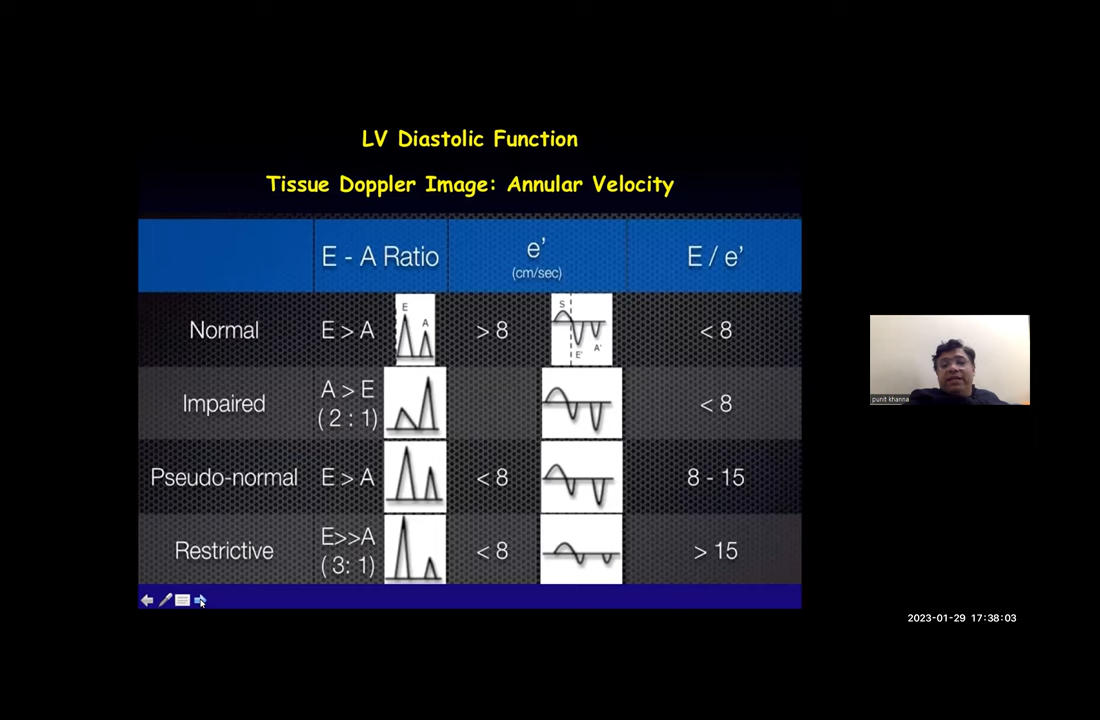 LV Diastolic Function
Tissue Doppler Image: Annular Velocity
E - A Ratio
e'
(cm/sec)
E / e'
Normal
E > A
E
A
> 8
S
E'
A'
< 8
Impaired
A > E
( 2 : 1)
< 8
Pseudo-normal
E > A
< 8
8 - 15
Restrictive
E>>A
( 3: 1)
< 8
> 15
punit khanna
2023-01-29 17:38:03